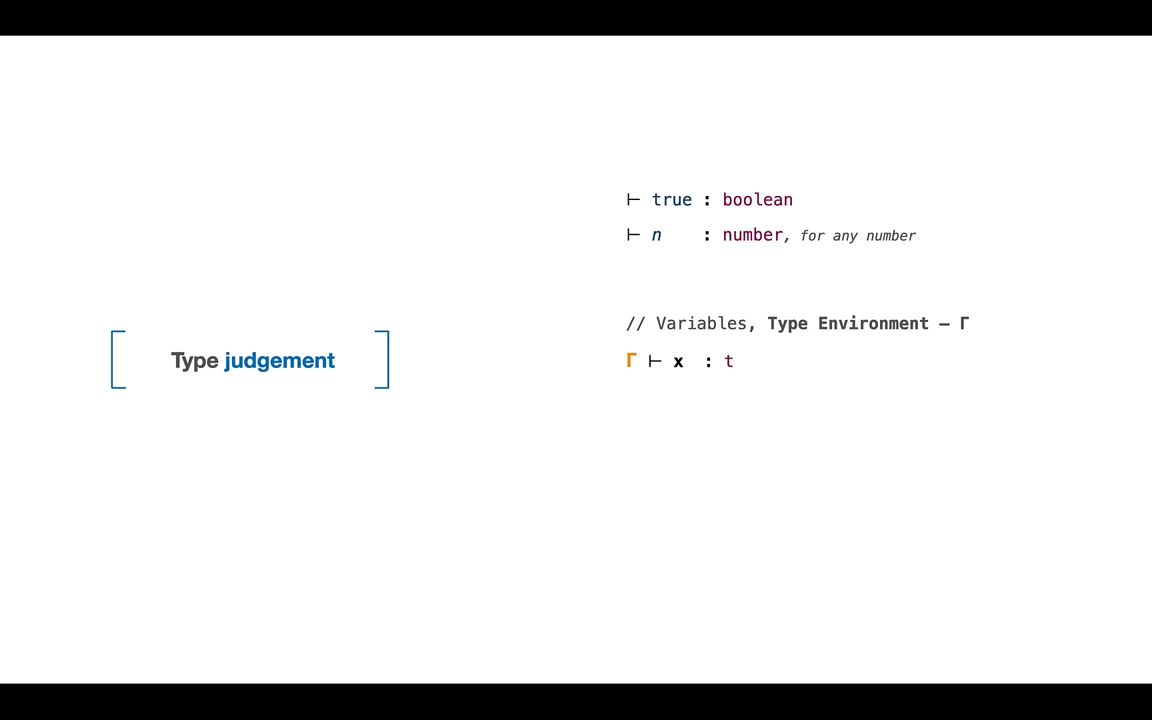 Type judgement
⊢ true : boolean
⊢ n : number, for any number
// Variables, Type Environment – Γ
Γ ⊢ x : t